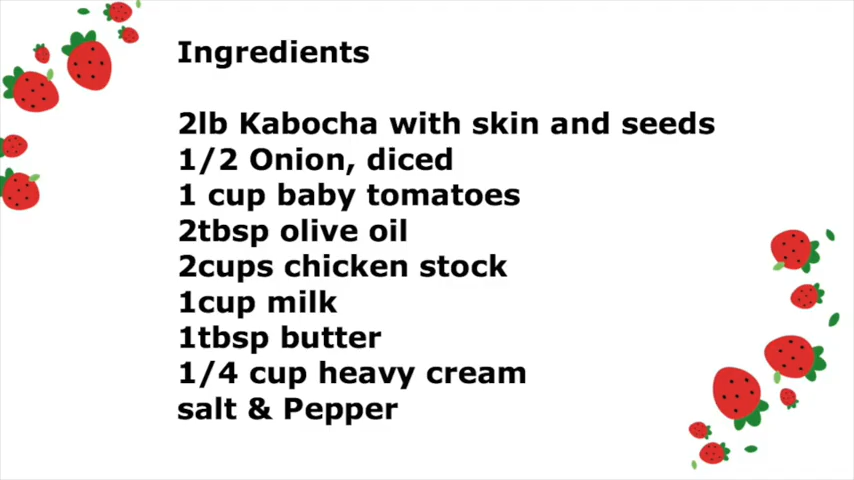 Ingredients
2lb Kabocha with skin and seeds
1/2 Onion, diced
1 cup baby tomatoes
2tbsp olive oil
2cups chicken stock
1cup milk
1tbsp butter
1/4 cup heavy cream
salt & Pepper